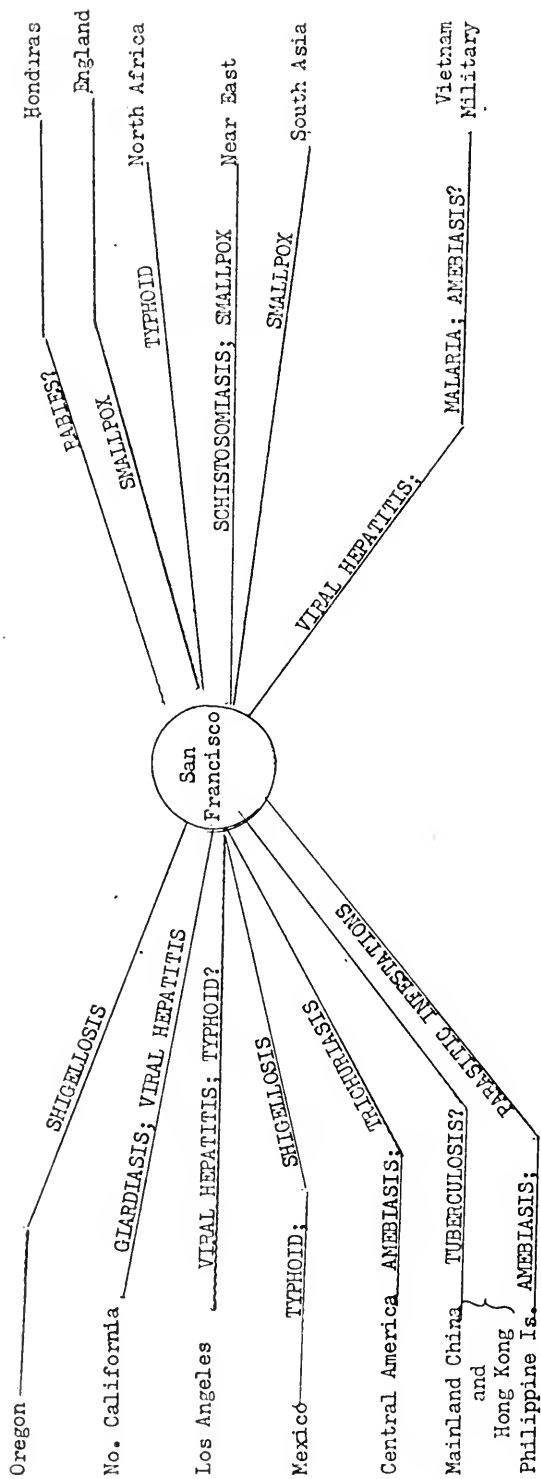 Oregon
SHIGELLOSIS
No. California
GIARDIASIS; VIRAL HEPATITIS
Los Angeles
VIRAL HEPATITIS; TYPHOID?
Mexico
TYPHOID;
SHIGELLOSIS
Central America
AMEBIASIS;
TRICHURIASIS
Mainland China
and
Hong Kong
TUBERCULOSIS?
Philippine Is.
AMEBIASIS;
PARASITIC INFESTATIONS
San
Francisco
RABIES?
Honduras
SMALLPOX
England
TYPHOID
North Africa
SCHISTOSOMIASIS; SMALLPOX
Near East
SMALLPOX
South Asia
VIRAL HEPATITIS;
MALARIA; AMEBIASIS?
Vietnam
Military